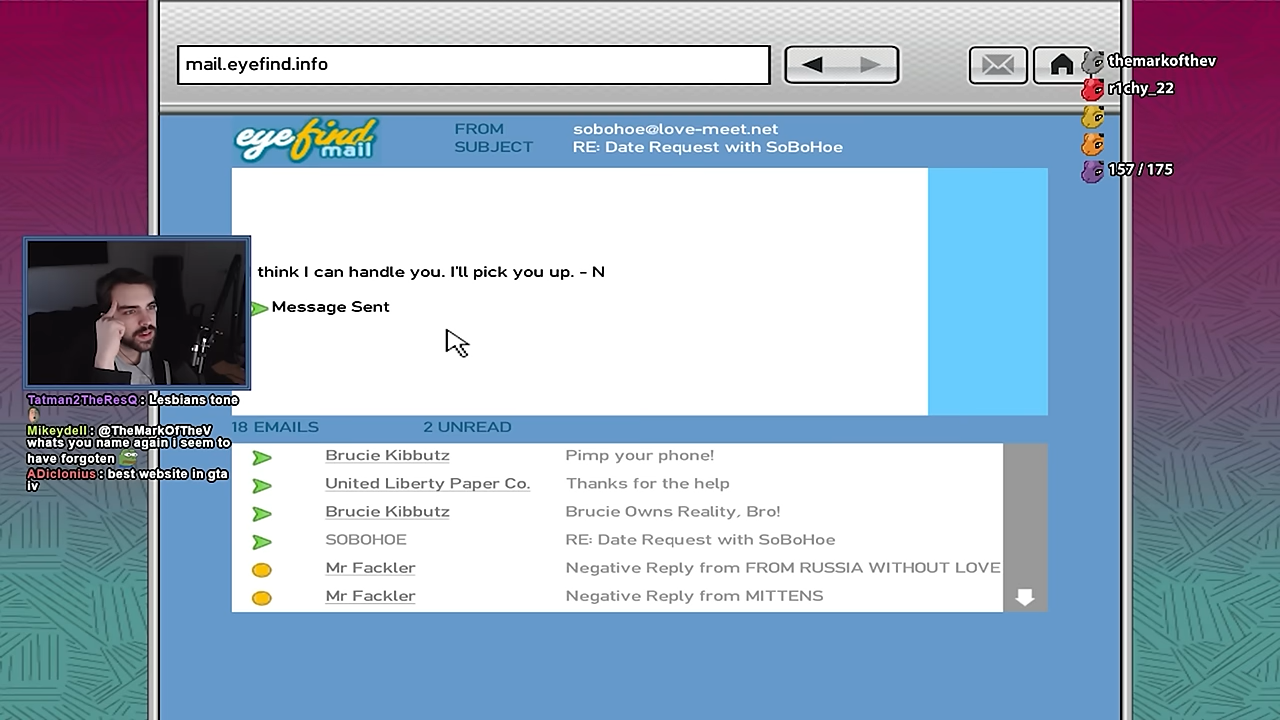 mail.eyefind.info
themarkofthev
r1chy_22
157 / 175
eyefind mail
FROM sobohoe@love-meet.net
SUBJECT RE: Date Request with SoBoHoe
think I can handle you. I'll pick you up. - N
Message Sent
Tatman2TheResQ: Lesbians tone
Mikeydell: @TheMarkOfTheV
whats you name again i seem to
have forgoten
ADiclonius: best website in gta
iv
18 EMAILS 2 UNREAD
Brucie Kibbutz Pimp your phone!
United Liberty Paper Co. Thanks for the help
Brucie Kibbutz Brucie Owns Reality, Bro!
SOBOHOE RE: Date Request with SoBoHoe
Mr Fackler Negative Reply from FROM RUSSIA WITHOUT LOVE
Mr Fackler Negative Reply from MITTENS